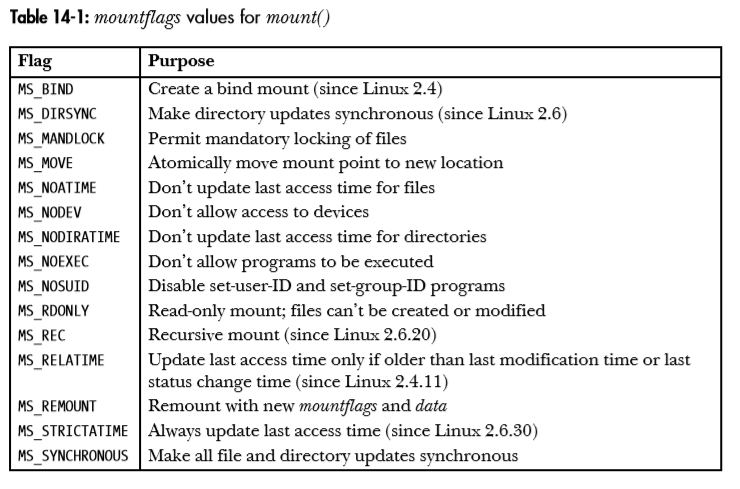 Table 14-1: mountflags values for mount()
Flag Purpose
MS_BIND Create a bind mount (since Linux 2.4)
MS_DIRSYNC Make directory updates synchronous (since Linux 2.6)
MS_MANDLOCK Permit mandatory locking of files
MS_MOVE Atomically move mount point to new location
MS_NOATIME Don’t update last access time for files
MS_NODEV Don’t allow access to devices
MS_NODIRATIME Don’t update last access time for directories
MS_NOEXEC Don’t allow programs to be executed
MS_NOSUID Disable set-user-ID and set-group-ID programs
MS_RDONLY Read-only mount; files can’t be created or modified
MS_REC Recursive mount (since Linux 2.6.20)
MS_RELATIME Update last access time only if older than last modification time or last
status change time (since Linux 2.4.11)
MS_REMOUNT Remount with new mountflags and data
MS_STRICTATIME Always update last access time (since Linux 2.6.30)
MS_SYNCHRONOUS Make all file and directory updates synchronous